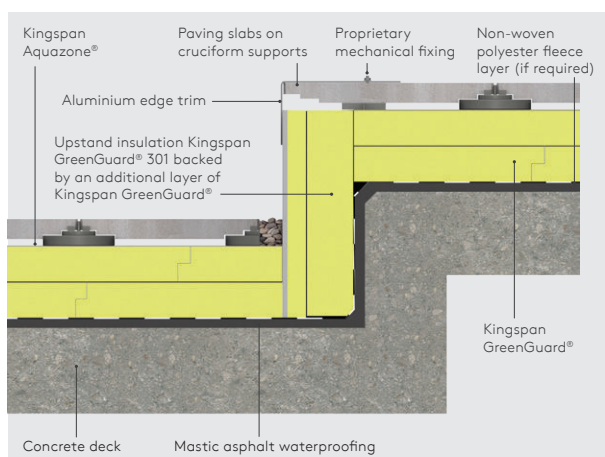 Kingspan
Aquazone®
Paving slabs on
cruciform supports
Proprietary
mechanical fixing
Non-woven
polyester fleece
layer (if required)
Aluminium edge trim
Upstand insulation Kingspan
GreenGuard® 301 backed
by an additional layer of
Kingspan GreenGuard®
Kingspan
GreenGuard®
Concrete deck
Mastic asphalt waterproofing